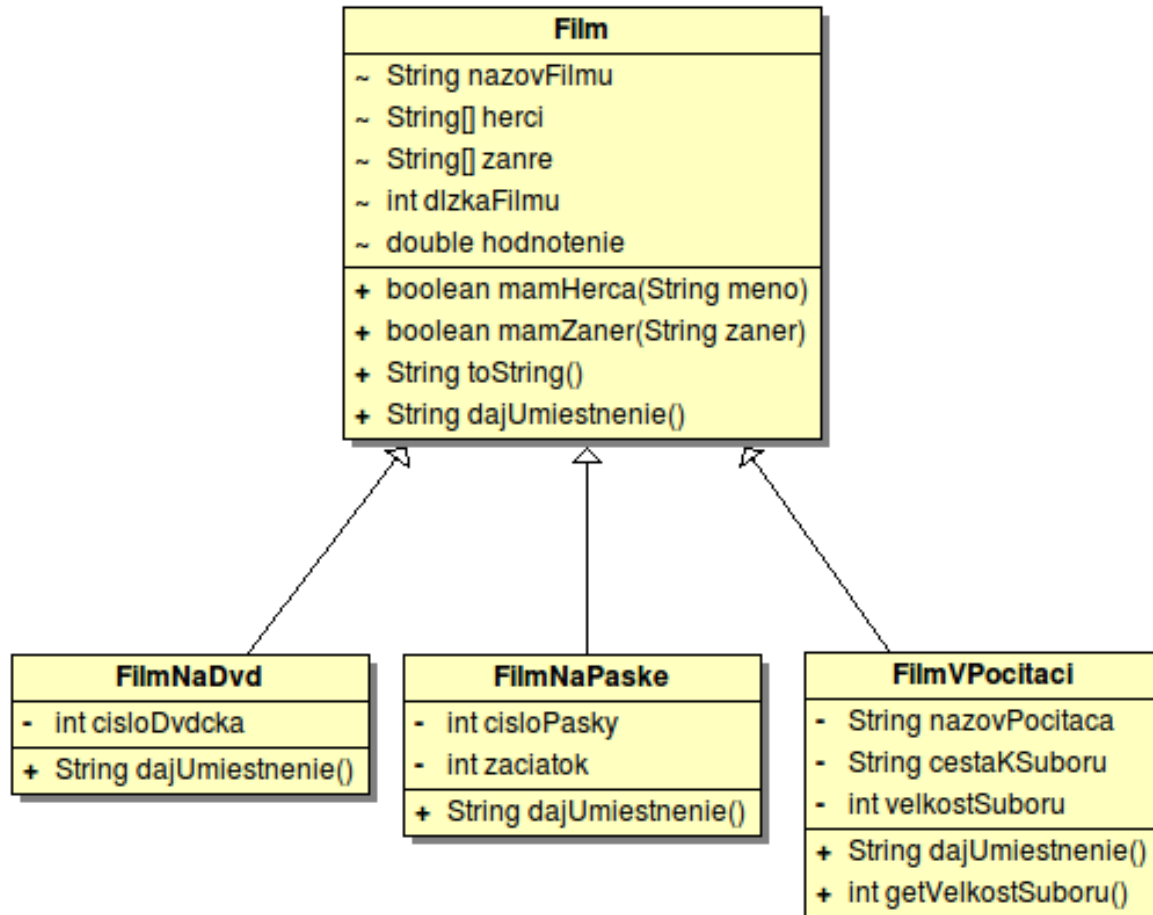 Film
~ String nazovFilmu
~ String[] herci
~ String[] zanre
~ int dlzkaFilmu
~ double hodnotenie
+ boolean mamHerca(String meno)
+ boolean mamZaner(String zaner)
+ String toString()
+ String dajUmiestnenie()
FilmNaDvd
- int cisloDvdcka
+ String dajUmiestnenie()
FilmNaPaske
- int cisloPasky
- int zaciatok
+ String dajUmiestnenie()
FilmVPocitaci
- String nazovPocitaca
- String cestaKSuboru
- int velkostSuboru
+ String dajUmiestnenie()
+ int getVelkostSuboru()